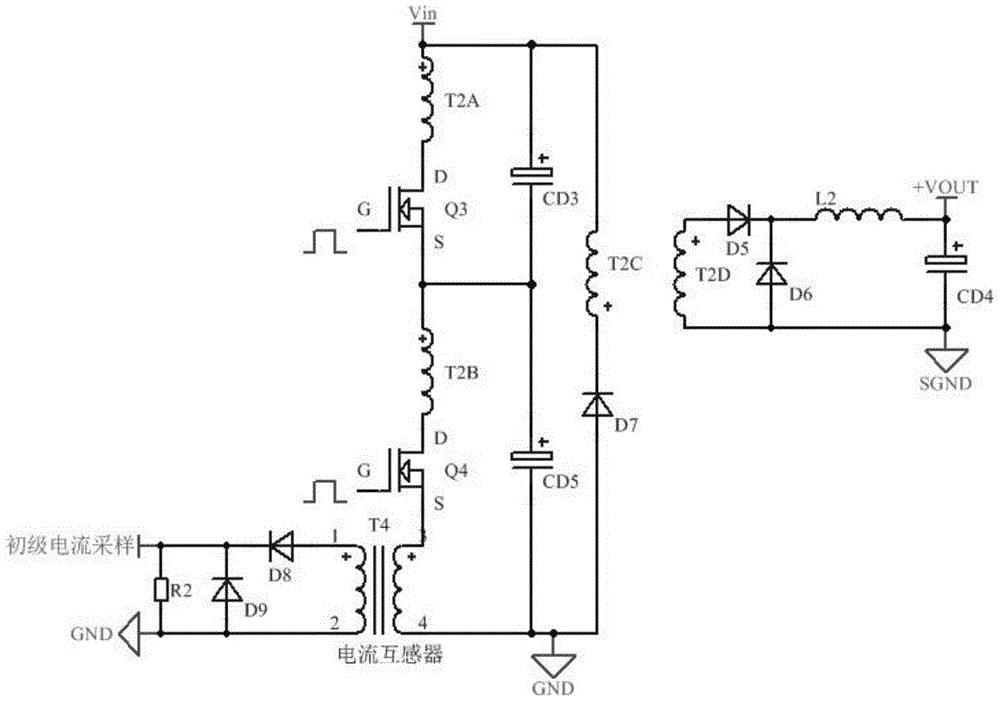 Vin
T2A
D
G
Q3
S
CD3
T2C
T2D
D5
L2
+VOUT
D6
CD4
SGND
T2B
D
G
Q4
S
CD5
D7
初级电流采样
R2
D9
D8
GND
1
T4
3
2
4
电流互感器
GND